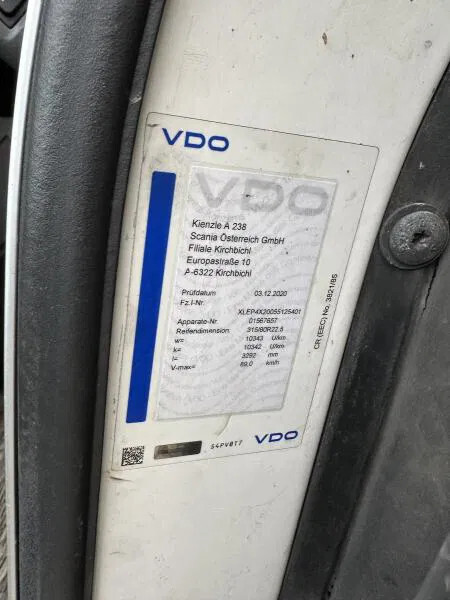 VDO
VDO
Kienzle A 238
Scania Österreich GmbH
Filiale Kirchbichl
Europastraße 10
A-6322 Kirchbichl
Prüfdatum 03.12.2020
Fz.I-Nr.
XLEP4X20055125401
Apparate-Nr. 01567657
Reifendimension: 315/80R22.5
w= 10343 U/km
k= 10342 U/km
l= 3292 mm
V-max= 89,0 km/h
CR (EEC) No. 3821/85
S4PV0T7
VDO